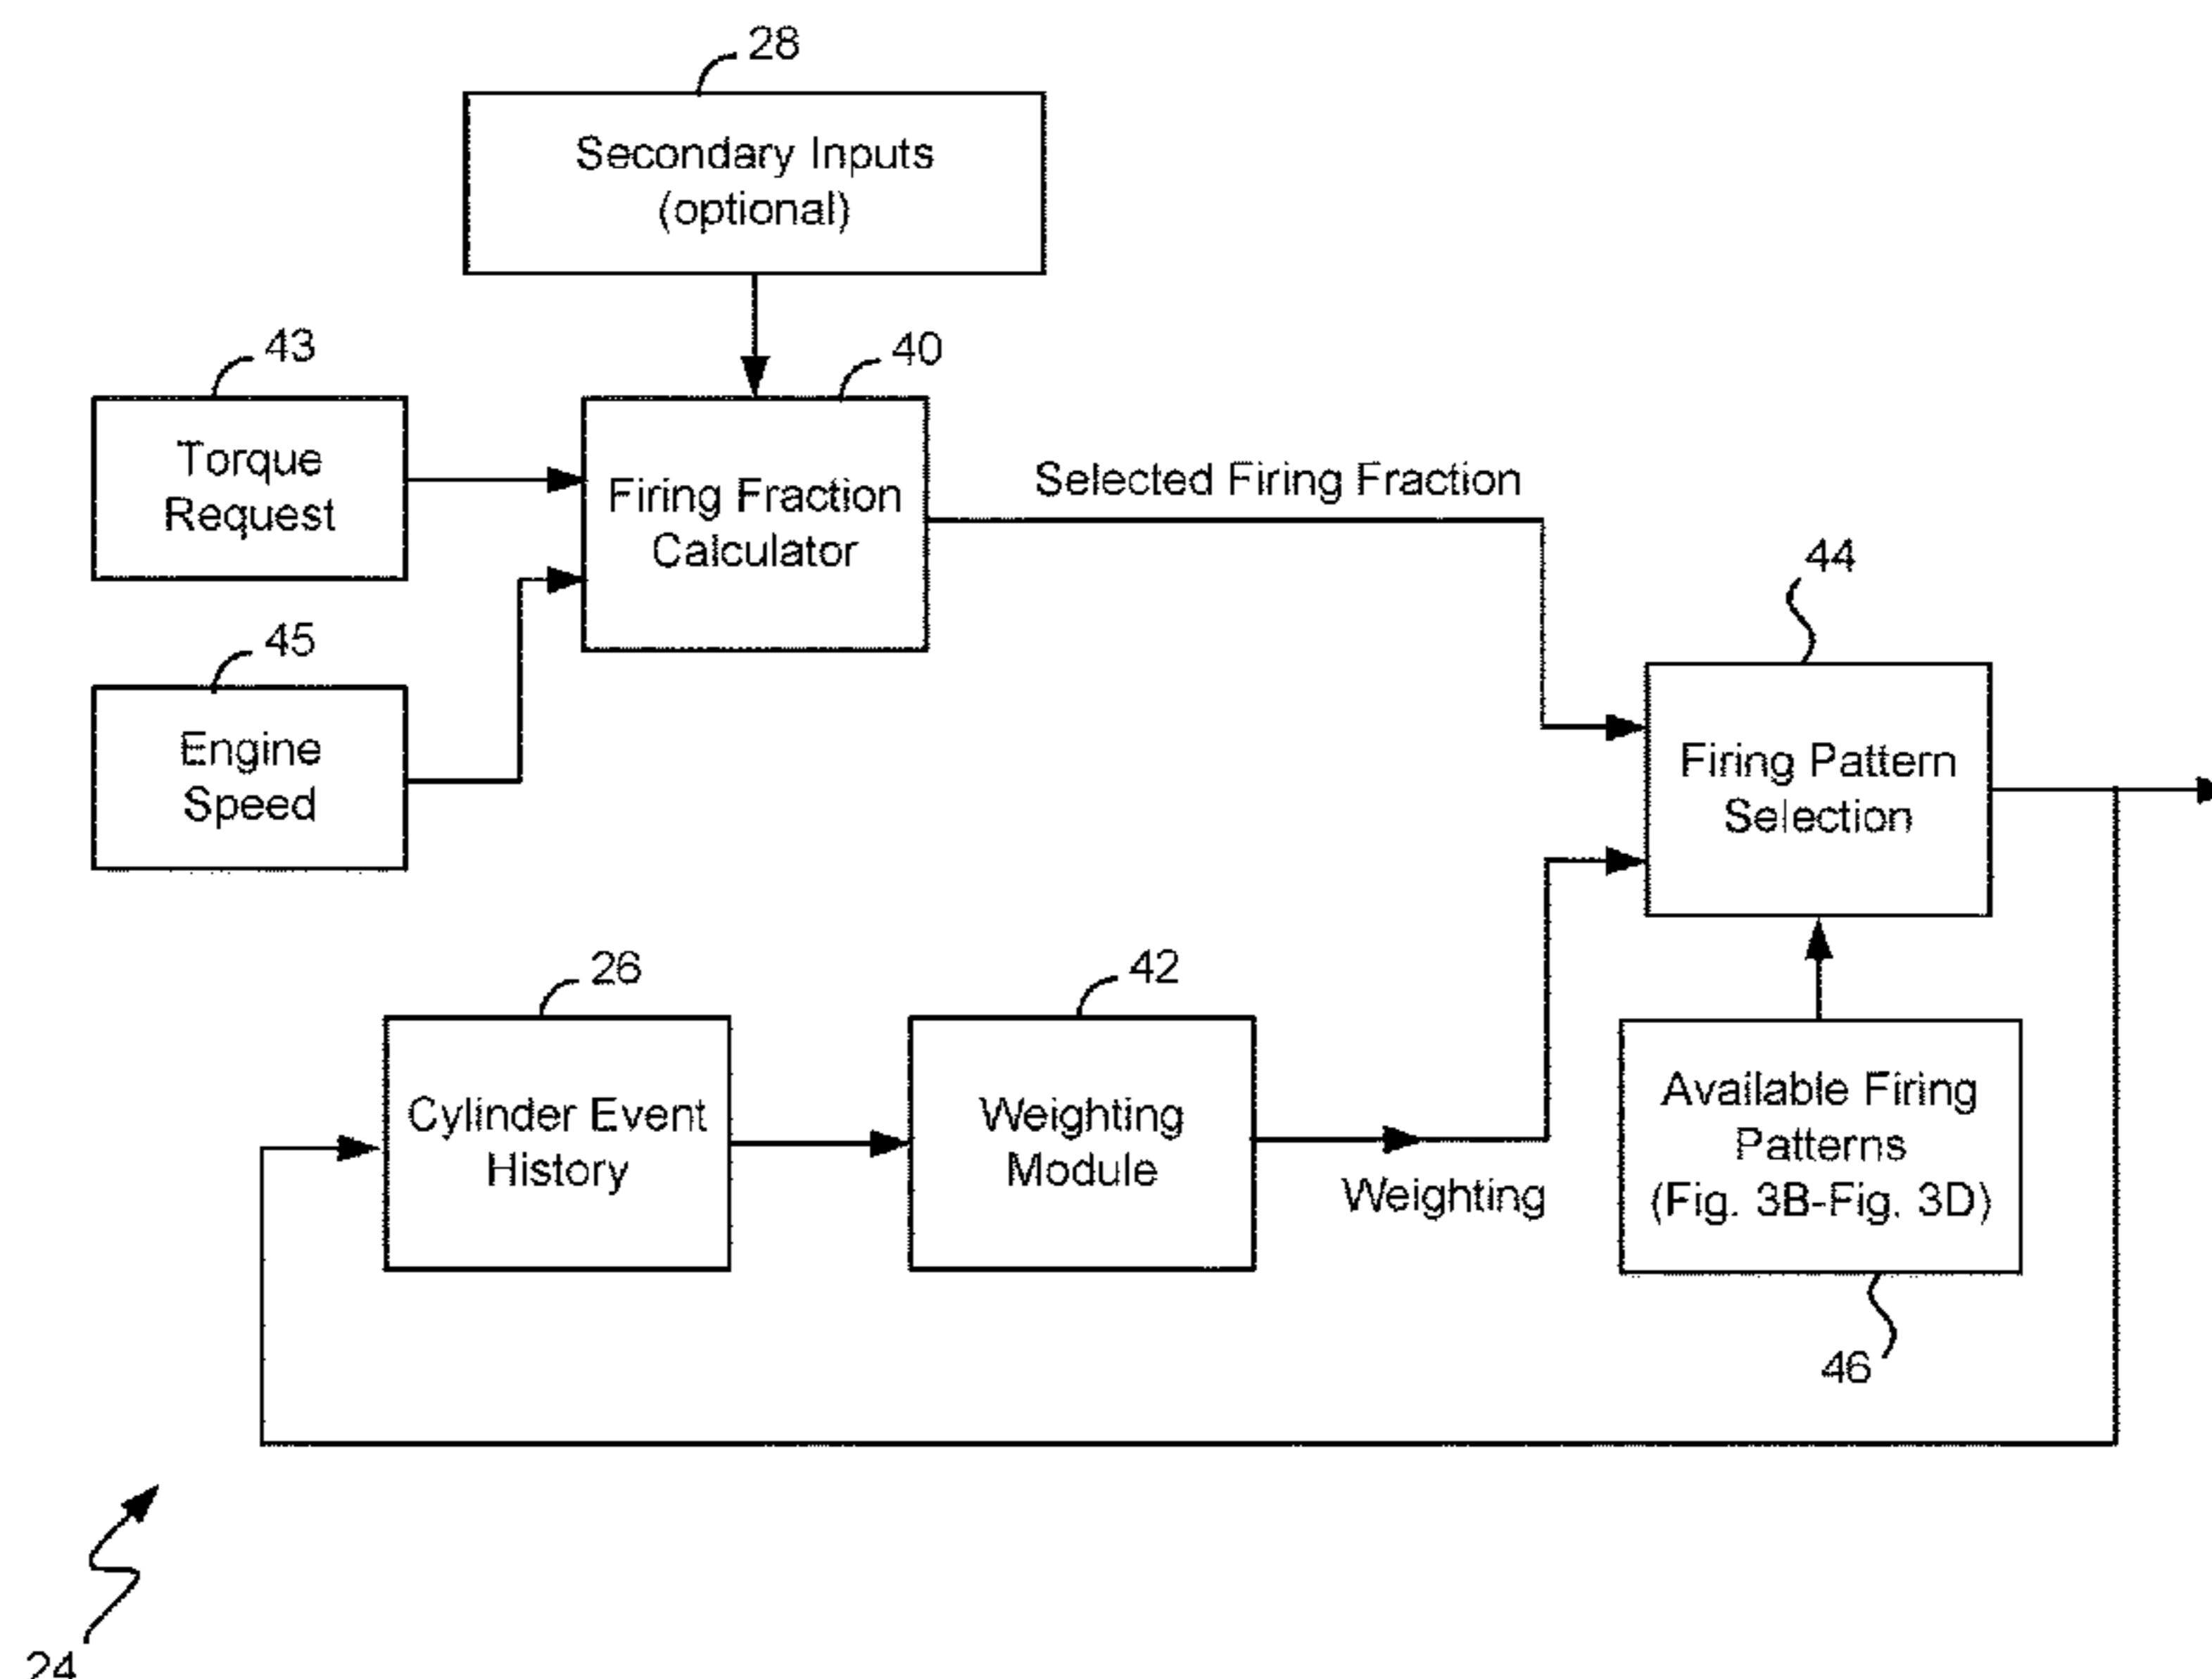 28
Secondary Inputs
(optional)
43
40
Torque
Request
Firing Fraction
Calculator
Selected Firing Fraction
44
45
Engine
Speed
Firing Pattern
Selection
26
42
Cylinder Event
History
Weighting
Module
Weighting
Available Firing
Patterns
(Fig. 3B-Fig. 3D)
46
24